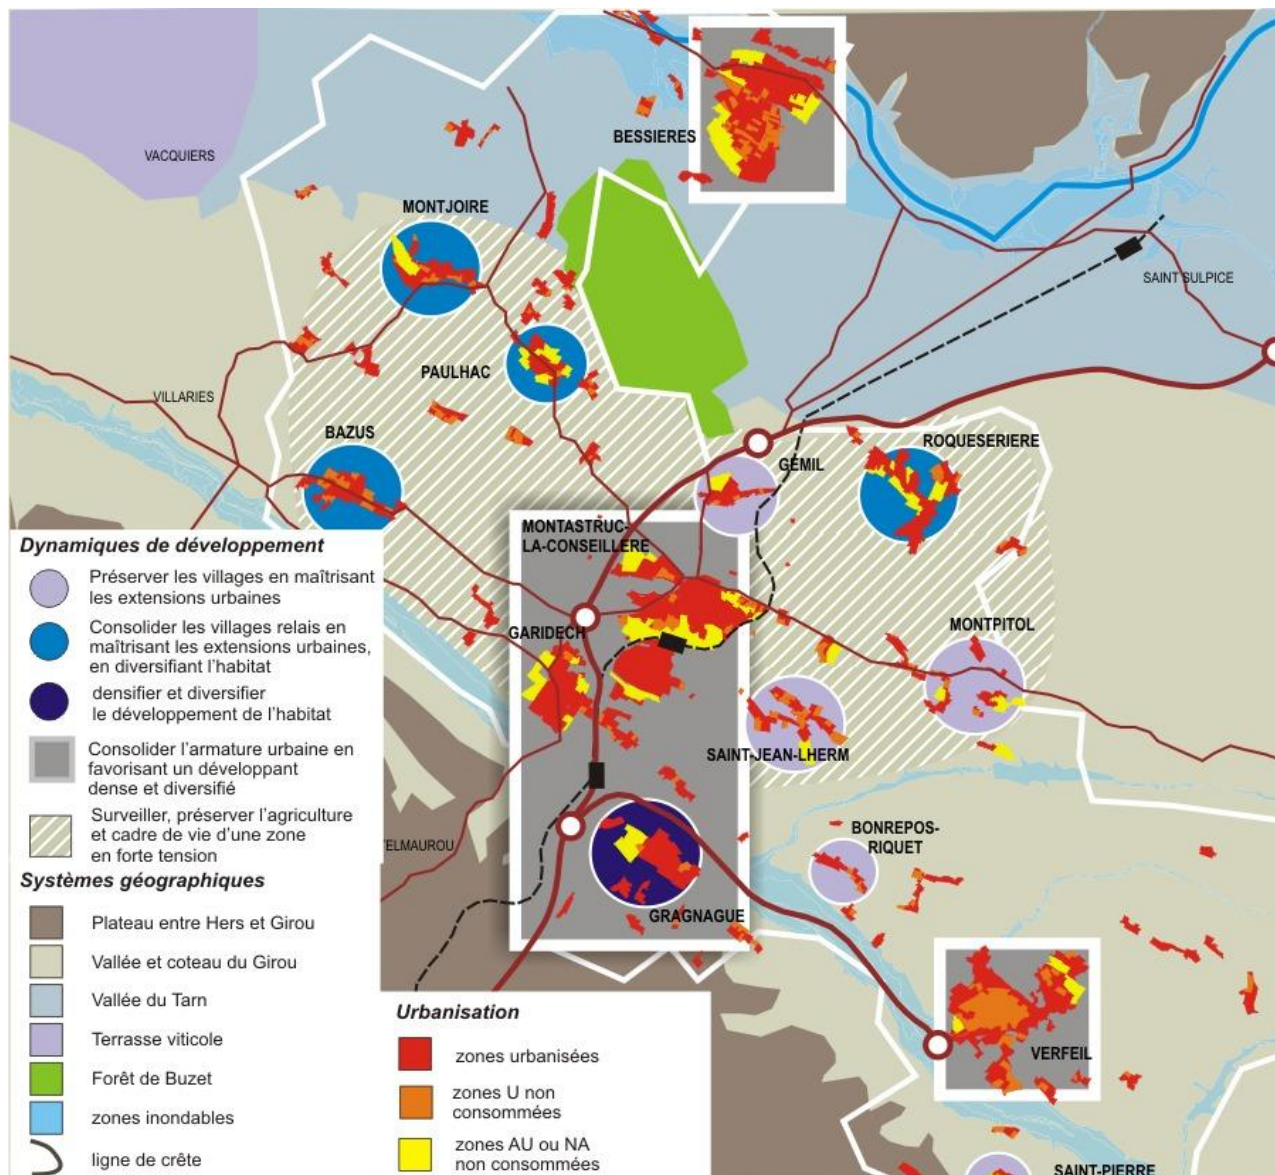 VACQUIERS
BESSIERES
MONTJOIRE
SAINT SULPICE
PAULHAC
VILLARIES
BAZUS
ROQUESERIERE
GÉMIL
MONTASTRUC-
LA-CONSEILLERE
GARIDECH
MONTPITOL
SAINT-JEAN-LHERM
TELMAUROU
BONREPOS-
RIQUET
GRAGNAGUE
VERFEIL
SAINT-PIERRE
Dynamiques de développement
Préserver les villages en maîtrisant
les extensions urbaines
Consolider les villages relais en
maîtrisant les extensions urbaines,
en diversifiant l'habitat
densifier et diversifier
le développement de l'habitat
Consolider l'armature urbaine en
favorisant un développant
dense et diversifié
Surveiller, préserver l'agriculture
et cadre de vie d'une zone
en forte tension
Systèmes géographiques
Plateau entre Hers et Girou
Vallée et coteau du Girou
Vallée du Tarn
Terrasse viticole
Forêt de Buzet
zones inondables
ligne de crête
Urbanisation
zones urbanisées
zones U non
consommées
zones AU ou NA
non consommées